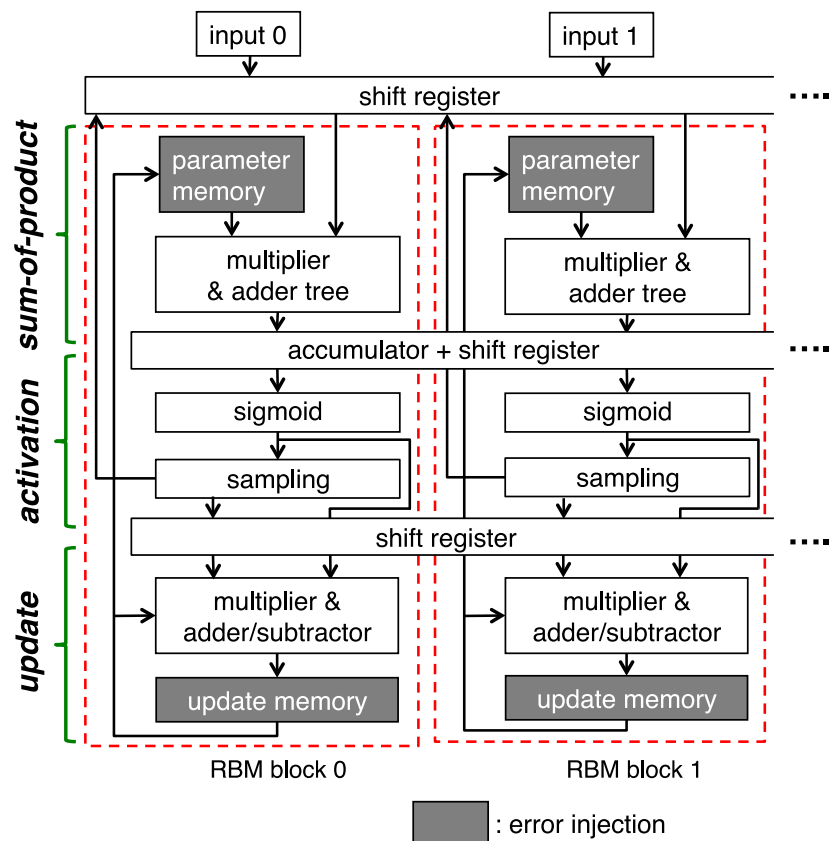 input 0
input 1
shift register
sum-of-product
parameter
memory
parameter
memory
multiplier
& adder tree
multiplier &
adder tree
accumulator + shift register
activation
sigmoid
sigmoid
sampling
sampling
shift register
update
multiplier &
adder/subtractor
multiplier &
adder/subtractor
update memory
update memory
RBM block 0
RBM block 1
: error injection